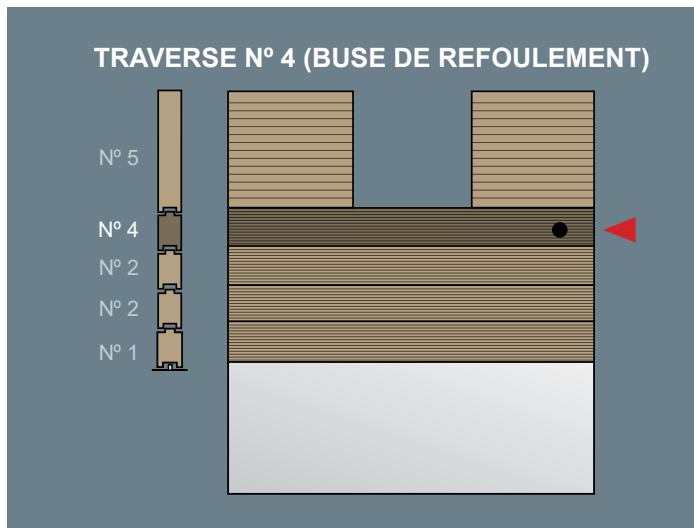 TRAVERSE Nº 4 (BUSE DE REFOULEMENT)
Nº 5
Nº 4
Nº 2
Nº 2
Nº 1